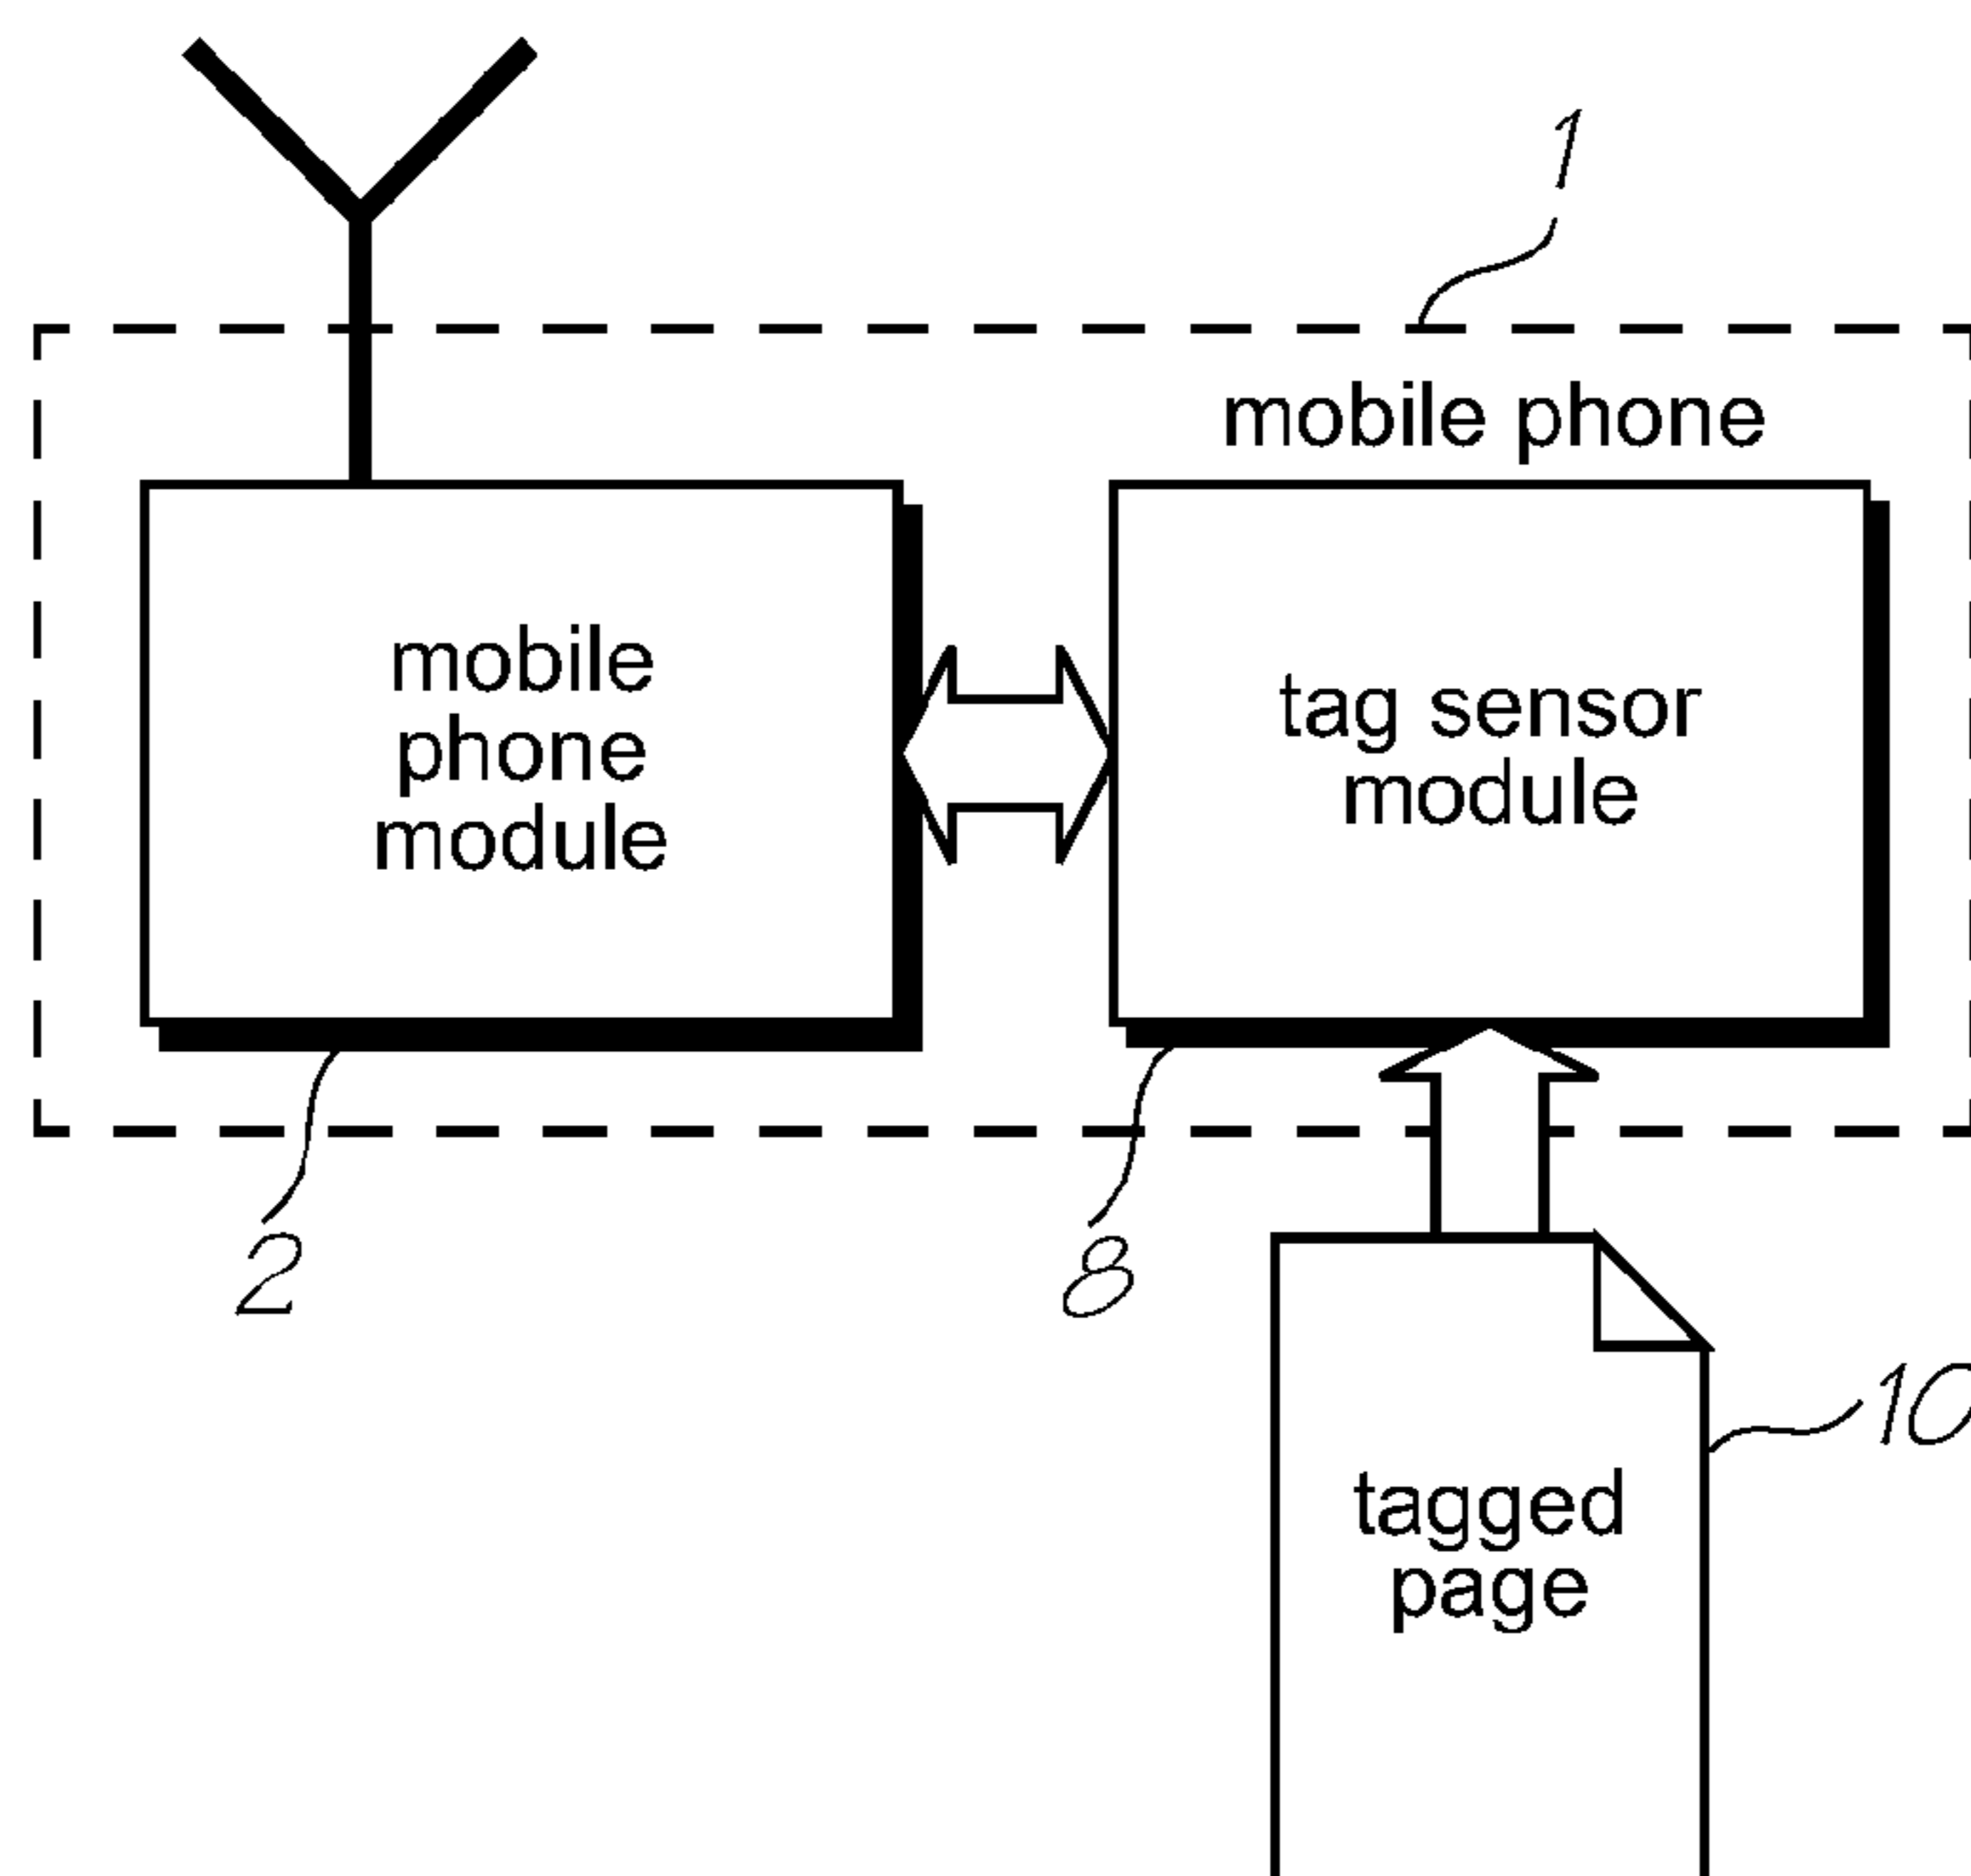 1
mobile phone
mobile
phone
module
tag sensor
module
2
8
10
tagged
page